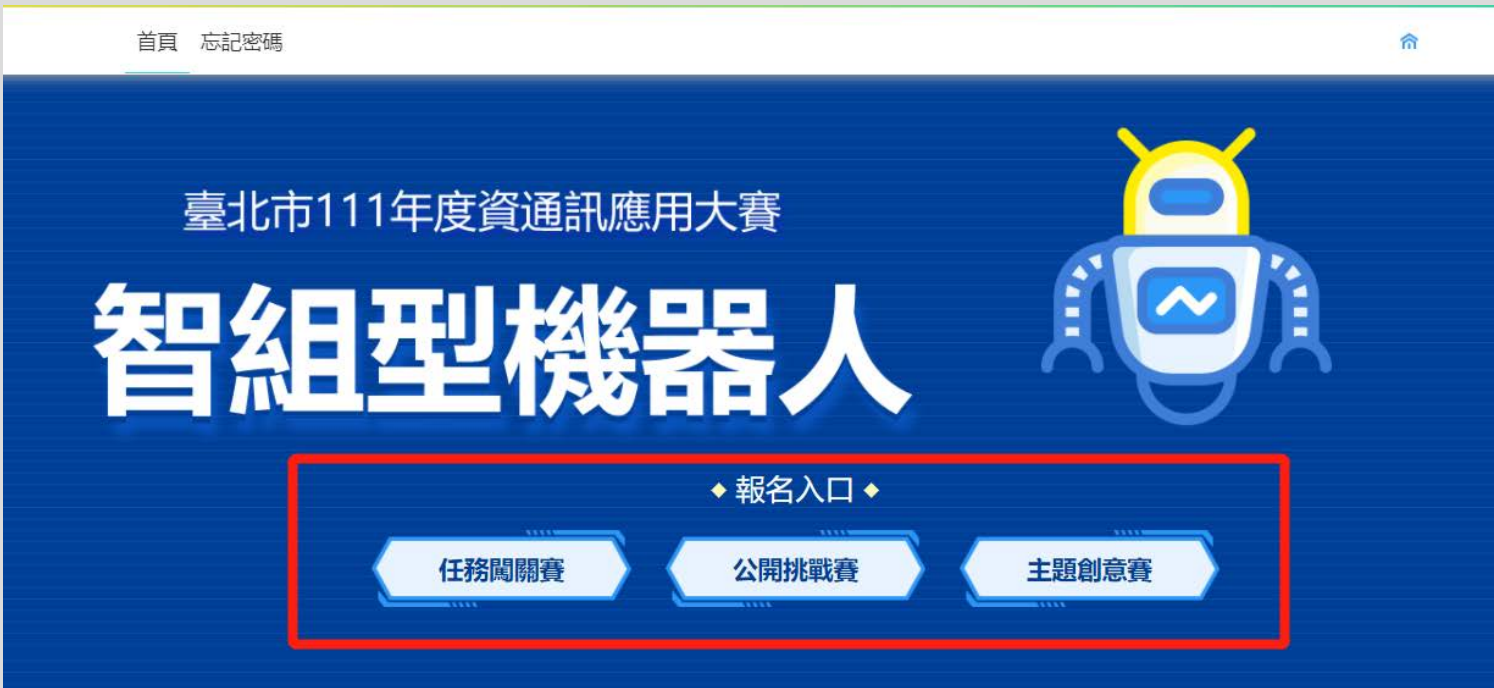 首頁 忘記密碼
臺北市111年度資通訊應用大賽
智組型機器人
報名入口
任務闖關賽 公開挑戰賽 主題創意賽